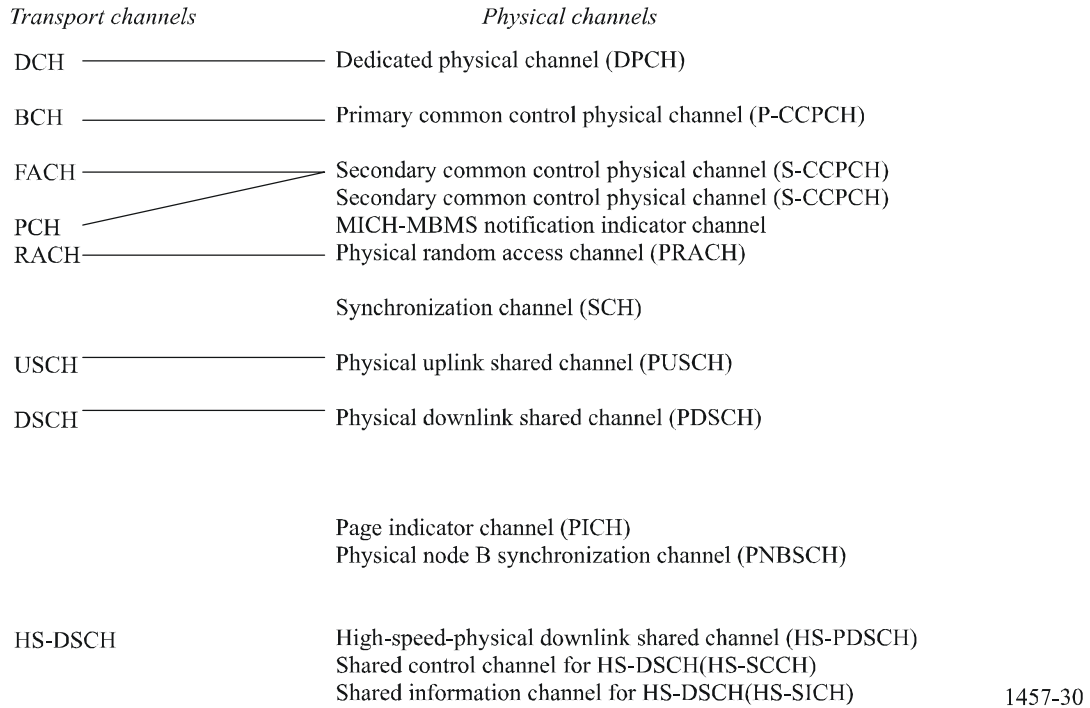 Transport channels Physical channels
DCH Dedicated physical channel (DPCH)
BCH Primary common control physical channel (P-CCPCH)
FACH Secondary common control physical channel (S-CCPCH)
Secondary common control physical channel (S-CCPCH)
PCH MICH-MBMS notification indicator channel
RACH Physical random access channel (PRACH)
Synchronization channel (SCH)
USCH Physical uplink shared channel (PUSCH)
DSCH Physical downlink shared channel (PDSCH)
Page indicator channel (PICH)
Physical node B synchronization channel (PNBSCH)
HS-DSCH High-speed-physical downlink shared channel (HS-PDSCH)
Shared control channel for HS-DSCH(HS-SCCH)
Shared information channel for HS-DSCH(HS-SICH) 1457-30